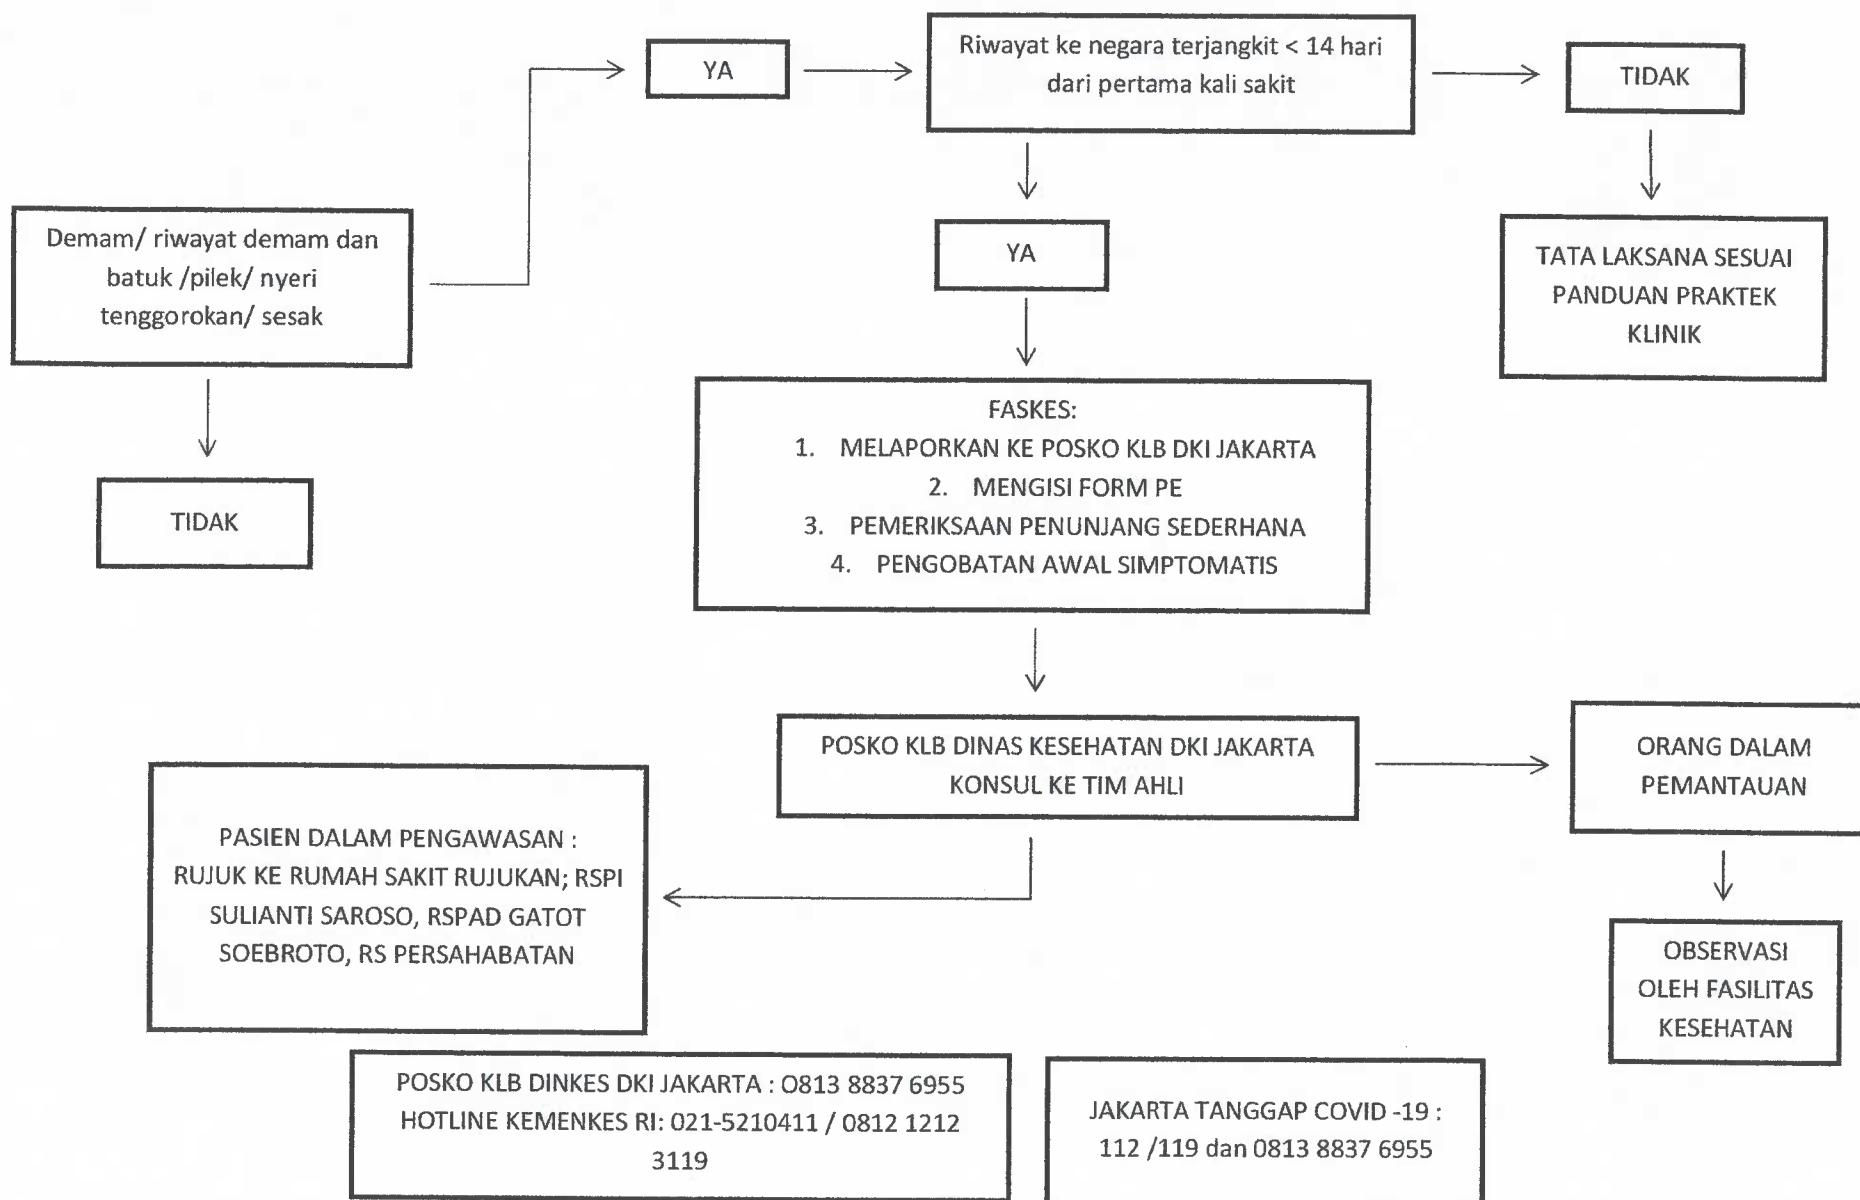 YA
Riwayat ke negara terjangkit < 14 hari
dari pertama kali sakit
TIDAK
Demam/ riwayat demam dan
batuk /pilek/ nyeri
tenggorokan/ sesak
YA
TATA LAKSANA SESUAI
PANDUAN PRAKTEK
KLINIK
TIDAK
FASKES:
1. MELAPORKAN KE POSKO KLB DKI JAKARTA
2. MENGISI FORM PE
3. PEMERIKSAAN PENUNJANG SEDERHANA
4. PENGOBATAN AWAL SIMPTOMATIS
POSKO KLB DINAS KESEHATAN DKI JAKARTA
KONSUL KE TIM AHLI
ORANG DALAM
PEMANTAUAN
PASIEN DALAM PENGAWASAN :
RUJUK KE RUMAH SAKIT RUJUKAN; RSPI
SULIANTI SAROSO, RSPAD GATOT
SOEBROTO, RS PERSAHABATAN
OBSERVASI
OLEH FASILITAS
KESEHATAN
POSKO KLB DINKES DKI JAKARTA : O813 8837 6955
HOTLINE KEMENKES RI: 021-5210411 / 0812 1212
3119
JAKARTA TANGGAP COVID -19 :
112 /119 dan 0813 8837 6955